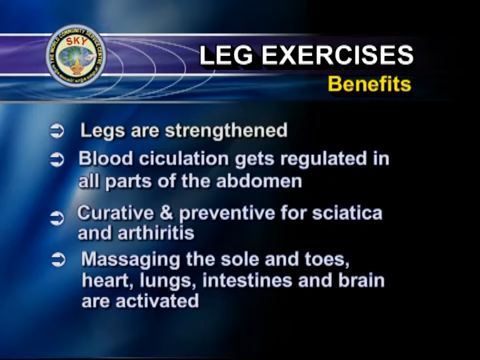 SKY
LEG EXERCISES
Benefits
Legs are strengthened
Blood ciculation gets regulated in
all parts of the abdomen
Curative & preventive for sciatica
and arthiritis
Massaging the sole and toes,
heart, lungs, intestines and brain
are activated